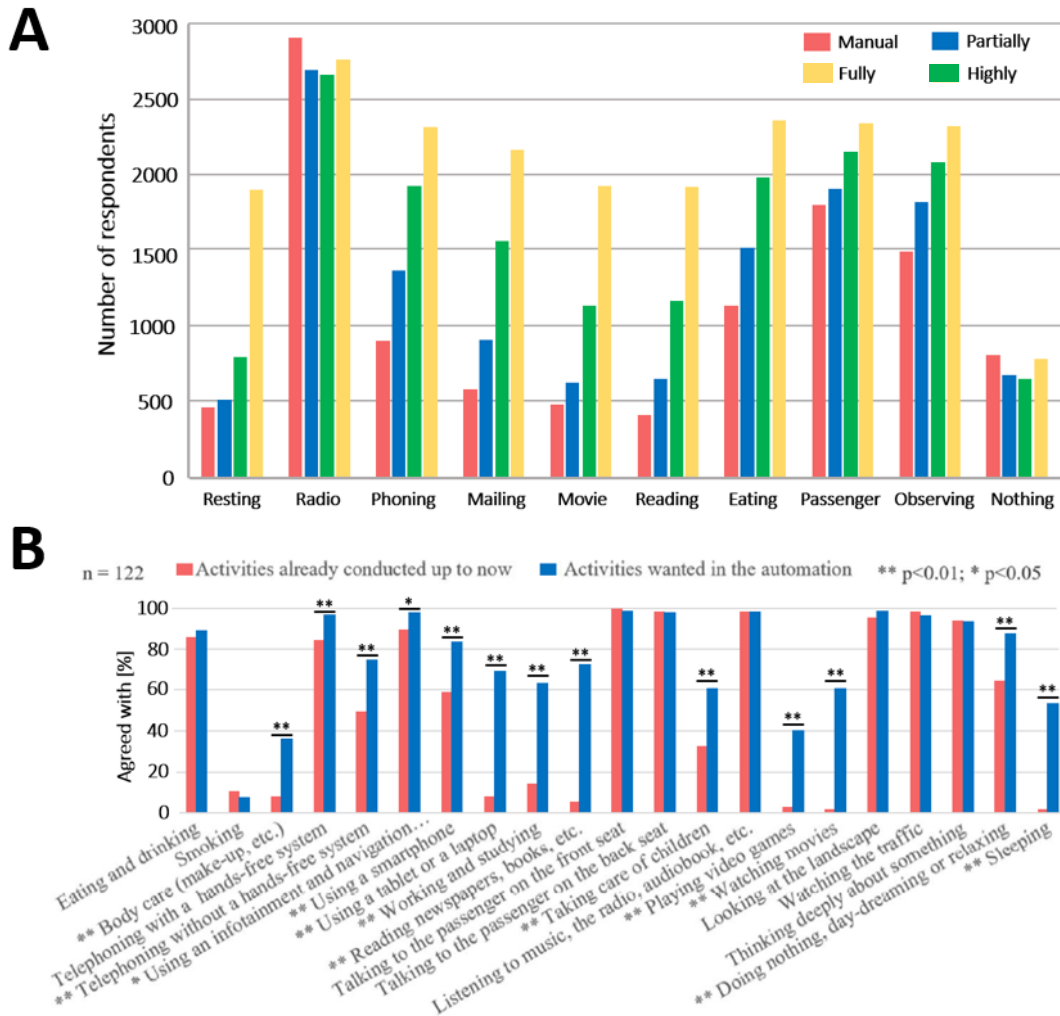 A
3000
2500
2000
1500
1000
500
0
Number of respondents
Manual
Partially
Fully
Highly
Resting Radio Phoning Mailing Movie Reading Eating Passenger Observing Nothing
B
n = 122 Activities already conducted up to now Activities wanted in the automation ** p<0.01; * p<0.05
100
80
60
40
20
0
Agreed with [%]
** ** * ** ** ** ** ** ** ** ** **
**
Eating and drinking
Smoking
** Body care (make-up, etc.)
Telephoning with a hands-free system
** Telephoning without a hands-free system
* Using an infotainment and navigation...
** Using a smartphone
** Using a tablet or a laptop
** Working and studying
** Reading newspapers, books, etc.
Talking to the passenger on the front seat
Talking to the passenger on the back seat
** Taking care of children
Listening to music, the radio, audiobook, etc.
** Playing video games
** Watching movies
Looking at the landscape
Watching the traffic
Thinking deeply about something
** Doing nothing, day-dreaming or relaxing
** Sleeping